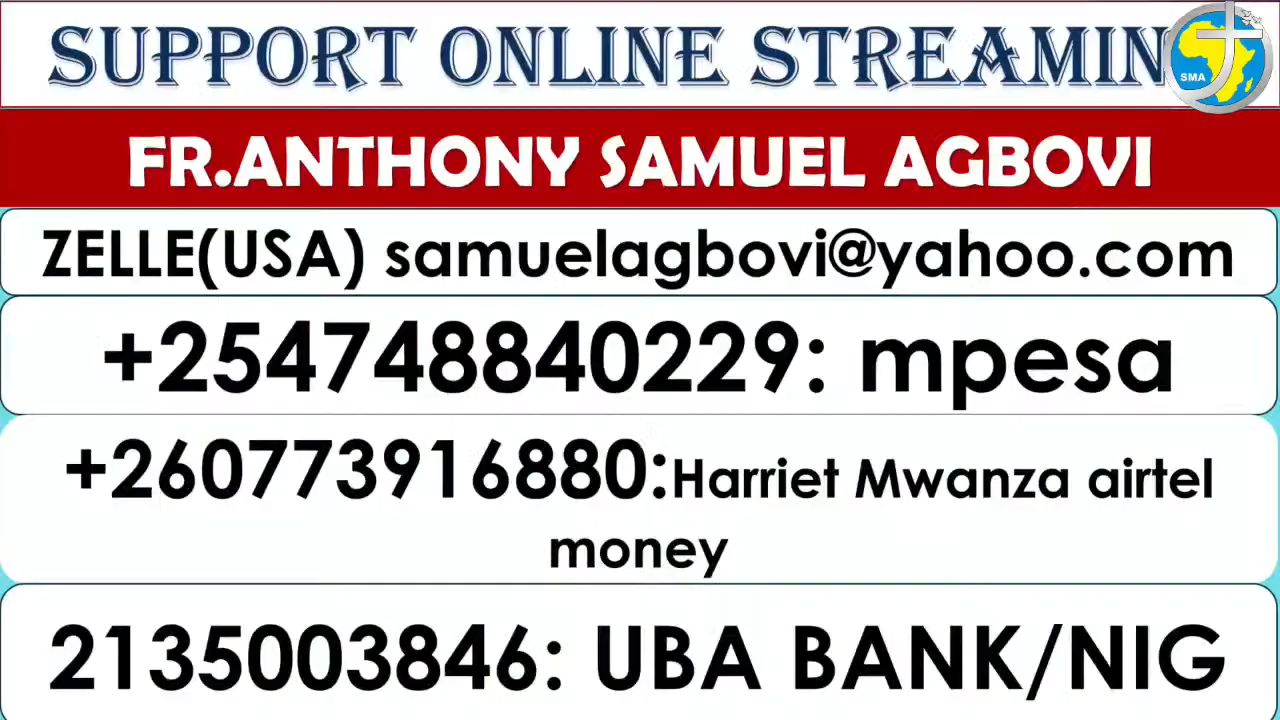 SUPPORT ONLINE STREAMIN
SMA
FR.ANTHONY SAMUEL AGBOVI
ZELLE(USA) samuelagbovi@yahoo.com
+254748840229: mpesa
+260773916880:Harriet Mwanza airtel
money
2135003846: UBA BANK/NIG